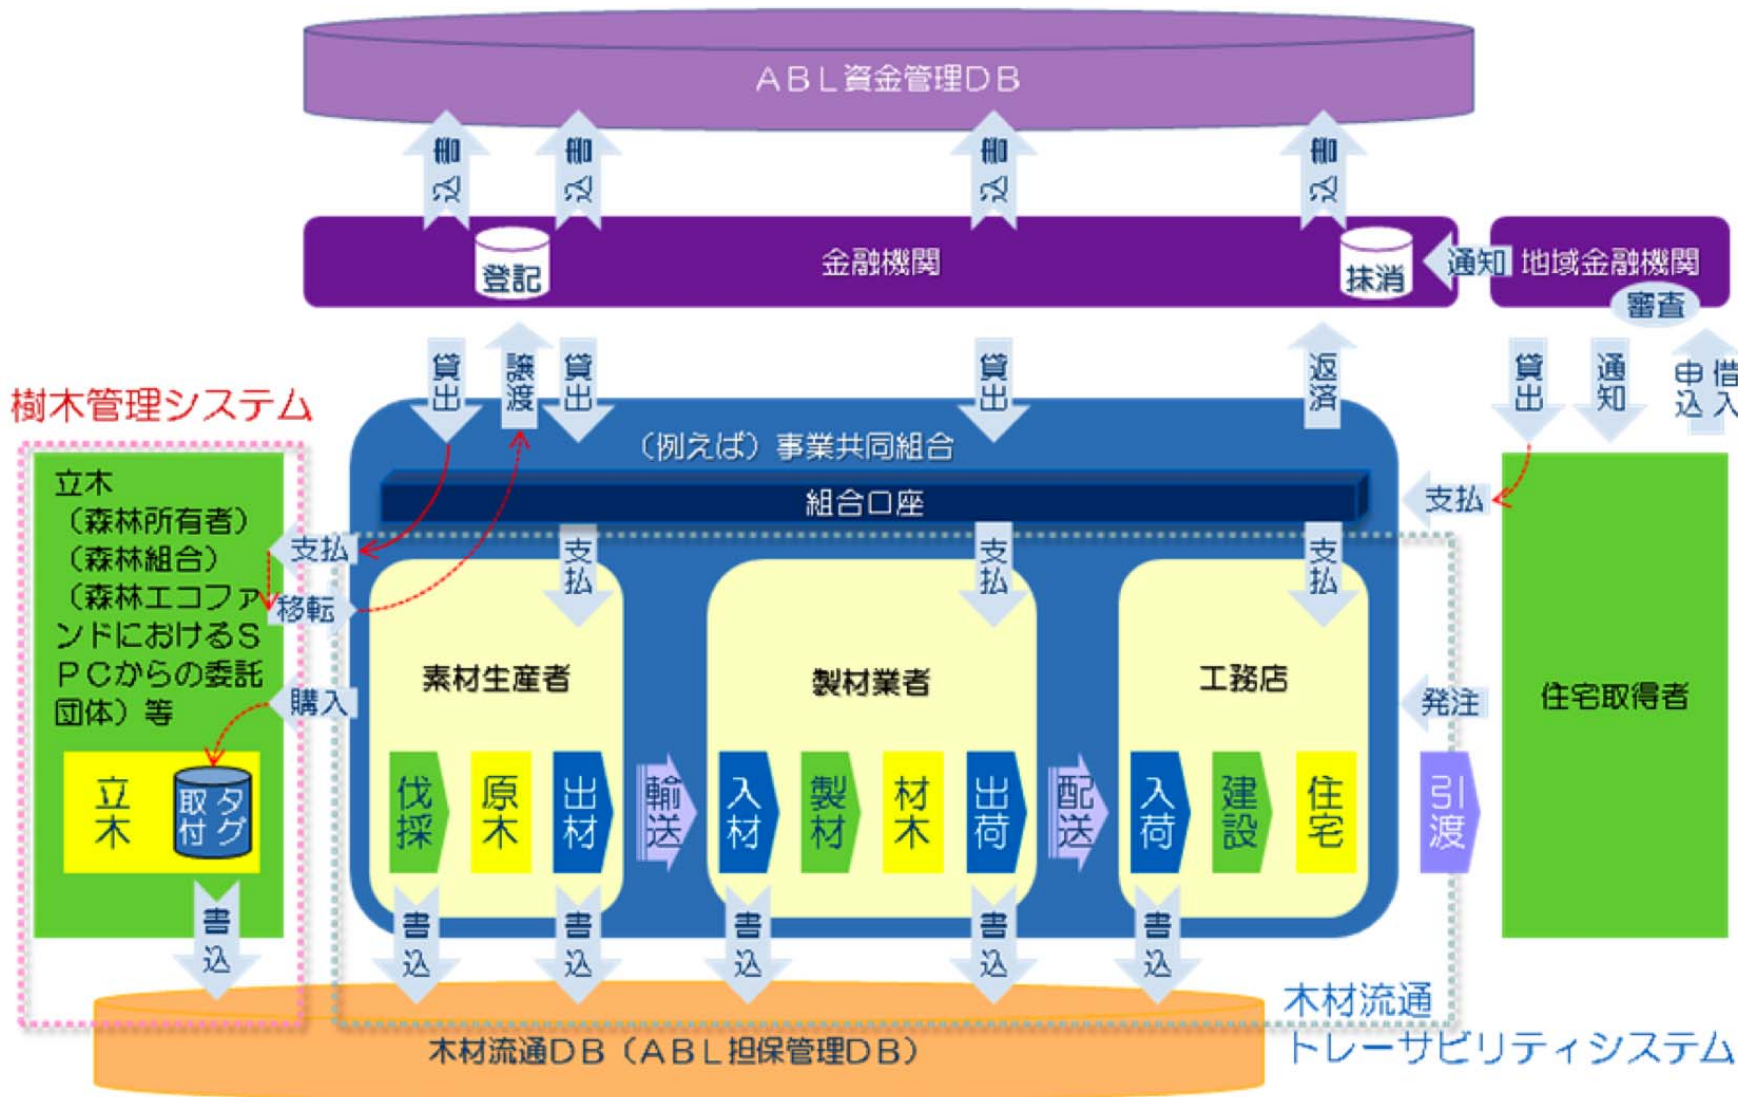 ABL資金管理DB
書込
書込
書込
書込
登記
金融機関
抹消
通知
地域金融機関
審査
貸出
譲渡
貸出
貸出
返済
貸出
通知
借入
申込
樹木管理システム
(例えば)事業共同組合
組合口座
立木
(森林所有者)
(森林組合)
(森林エコファ
ンドにおけるS
PCからの委託
団体)等
支払
移転
購入
支払
支払
支払
支払
発注
素材生産者
製材業者
工務店
住宅取得者
立木
タグ
取付
伐採
原木
出材
輸送
入材
製材
材木
出荷
配送
入荷
建設
住宅
引渡
書込
書込
書込
書込
書込
書込
木材流通DB(ABL担保管理DB)
木材流通
トレーサビリティシステム